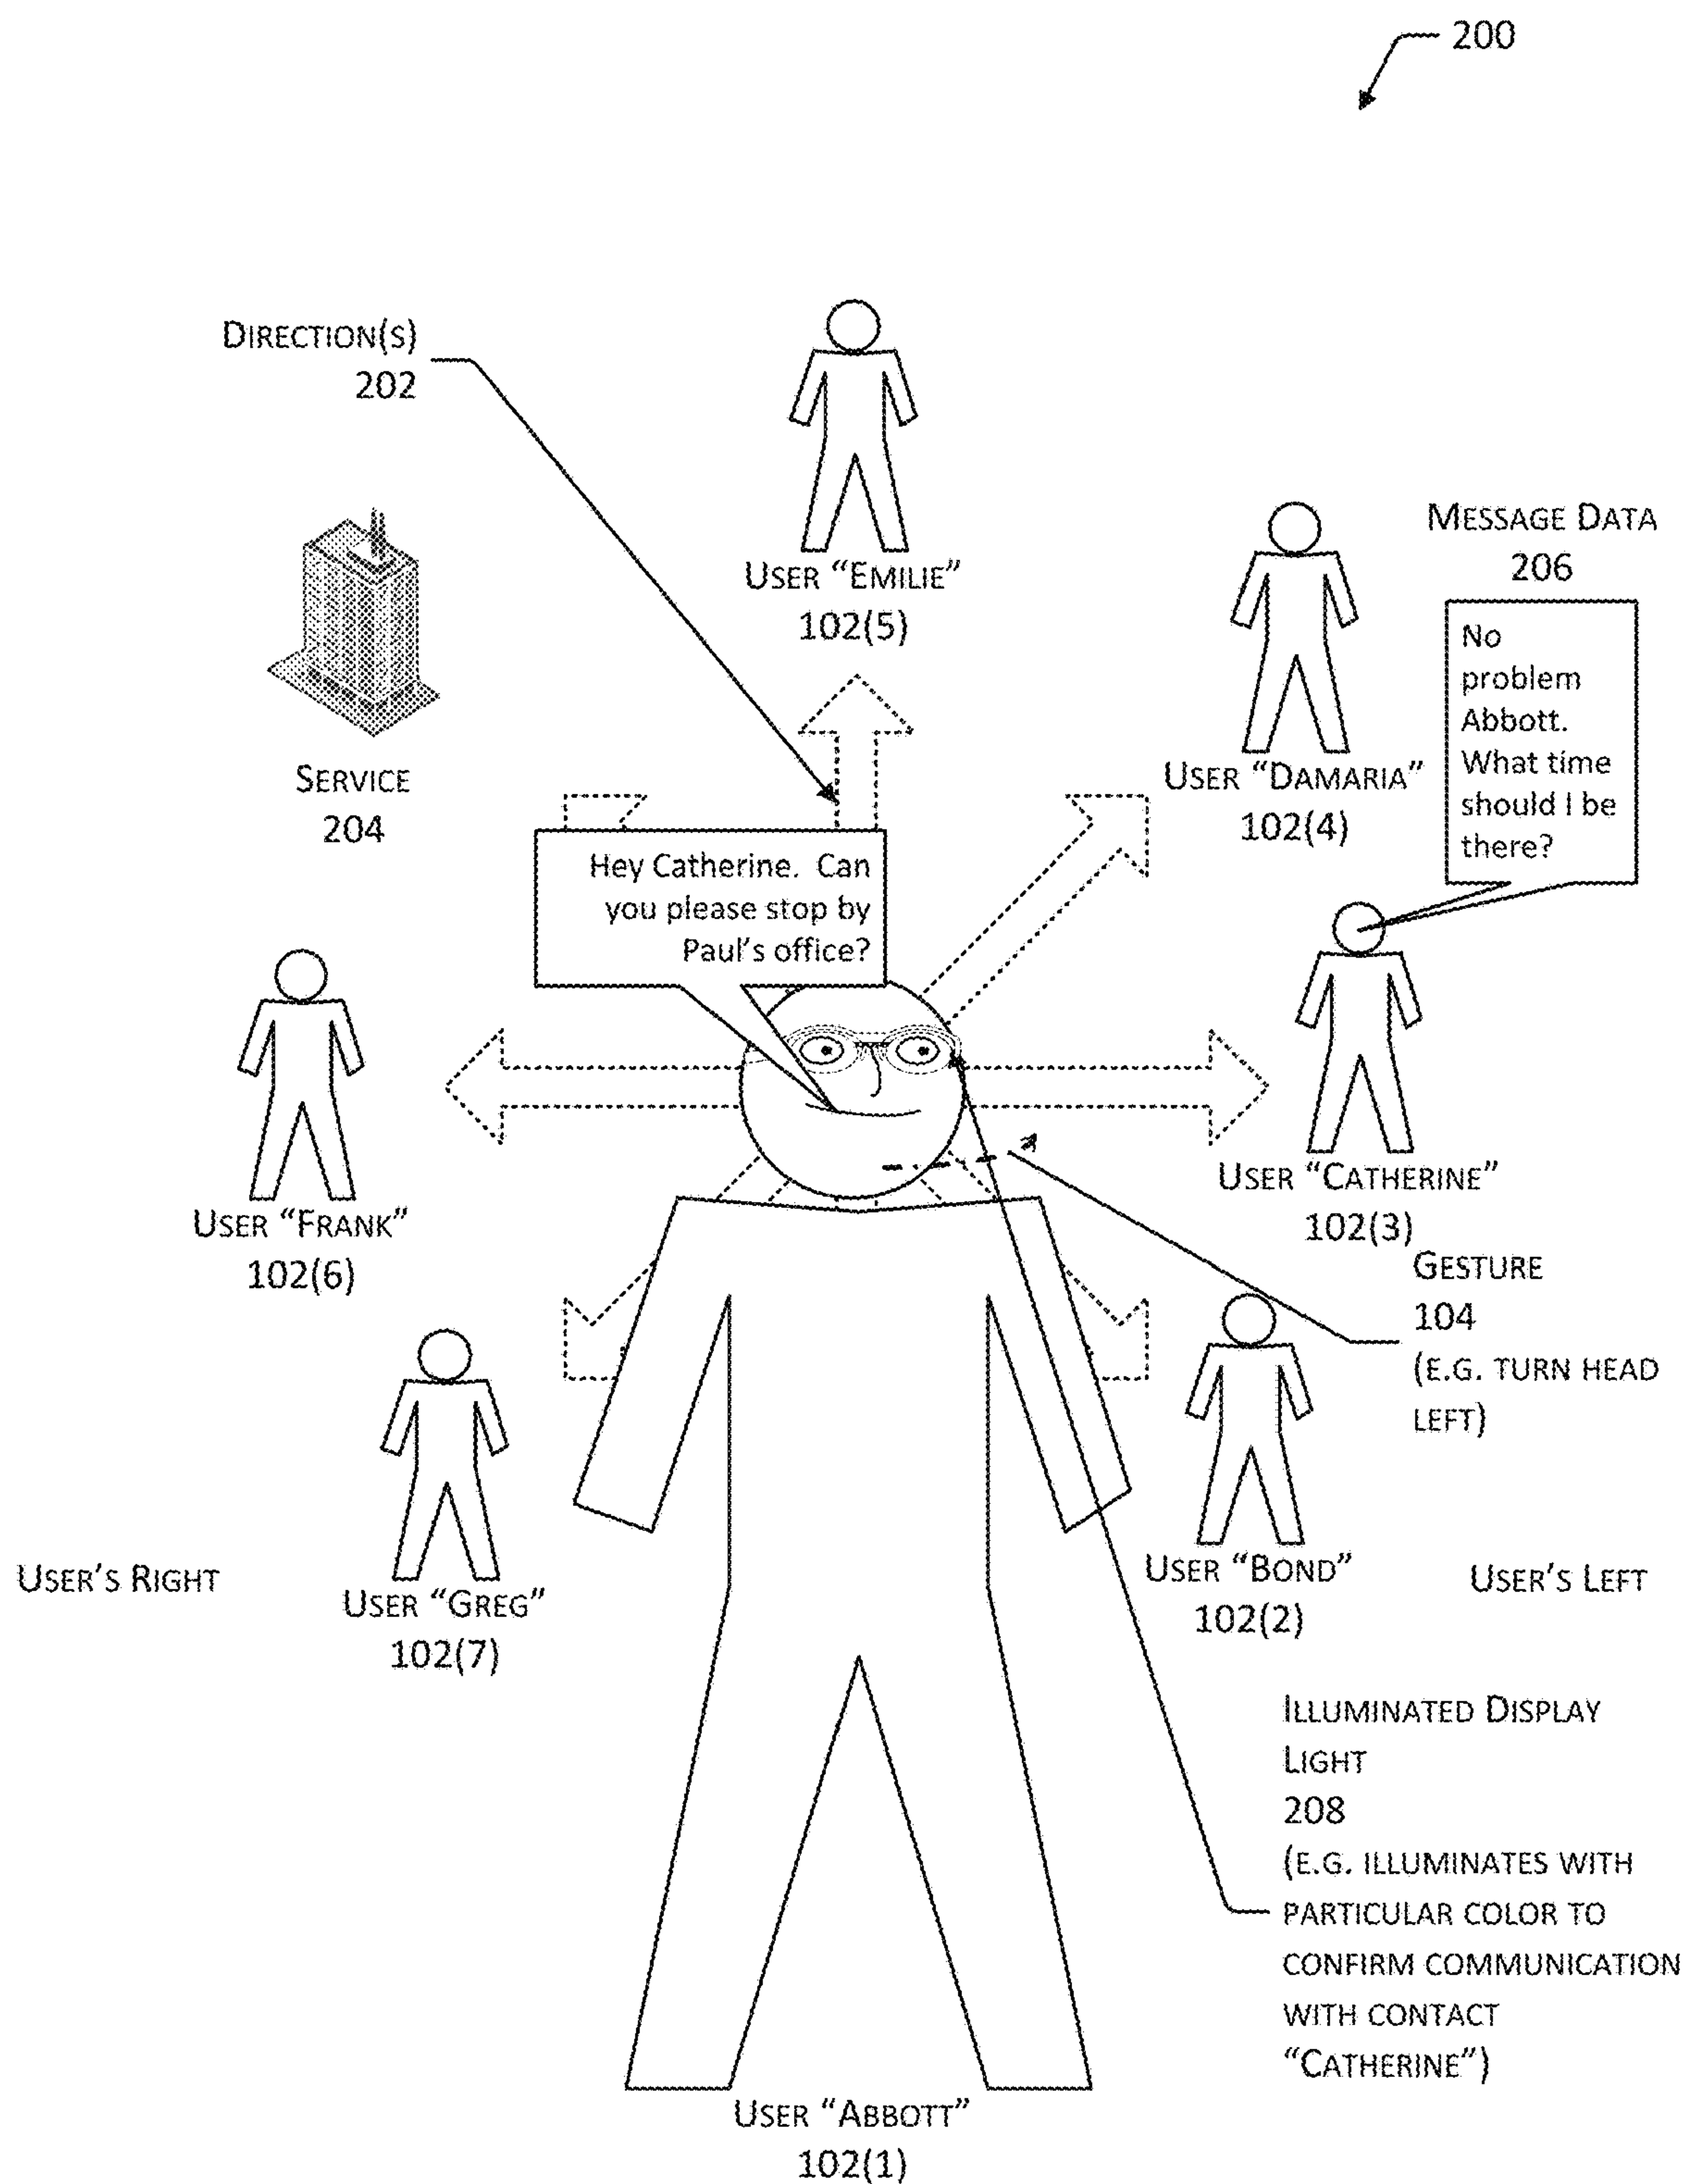 200
DIRECTION(S)
202
USER “EMILIE”
102(5)
MESSAGE DATA
206
No
problem
Abbott.
What time
should I be
there?
USER “DAMARIA”
102(4)
SERVICE
204
Hey Catherine.  Can
you please stop by
Paul’s office?
USER “CATHERINE”
102(3)
USER “FRANK”
102(6)
GESTURE
104
(E.G. TURN HEAD
LEFT)
USER’S RIGHT
USER “GREG”
102(7)
USER “BOND”
102(2)
USER’S LEFT
ILLUMINATED DISPLAY
LIGHT
208
(E.G. ILLUMINATES WITH
PARTICULAR COLOR TO
CONFIRM COMMUNICATION
WITH CONTACT
“CATHERINE”)
USER “ABBOTT”
102(1)